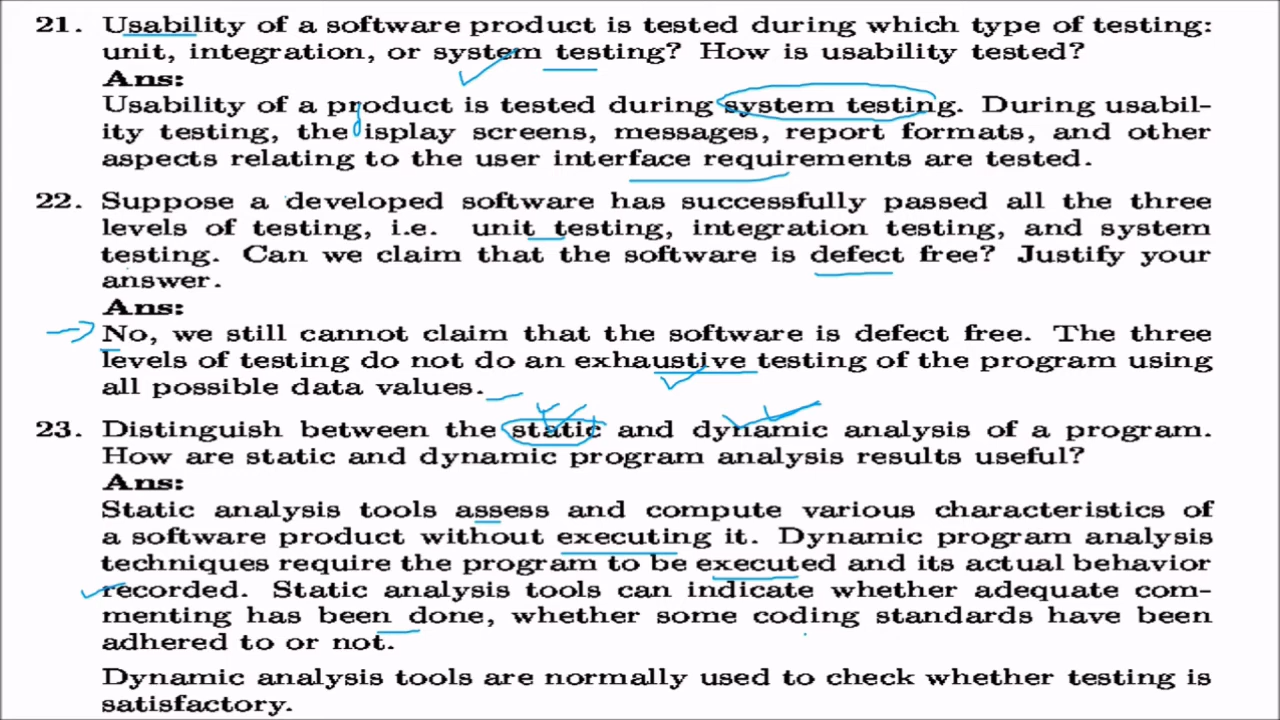 21. Usability of a software product is tested during which type of testing:
unit, integration, or system testing? How is usability tested?
Ans:
Usability of a product is tested during system testing. During usabil-
ity testing, the isplay screens, messages, report formats, and other
aspects relating to the user interface requirements are tested.
22. Suppose a developed software has successfully passed all the three
levels of testing, i.e. unit testing, integration testing, and system
testing. Can we claim that the software is defect free? Justify your
answer.
Ans:
No, we still cannot claim that the software is defect free. The three
levels of testing do not do an exhaustive testing of the program using
all possible data values.
23. Distinguish between the static and dynamic analysis of a program.
How are static and dynamic program analysis results useful?
Ans:
Static analysis tools assess and compute various characteristics of
a software product without executing it. Dynamic program analysis
techniques require the program to be executed and its actual behavior
recorded. Static analysis tools can indicate whether adequate com-
menting has been done, whether some coding standards have been
adhered to or not.
Dynamic analysis tools are normally used to check whether testing is
satisfactory.